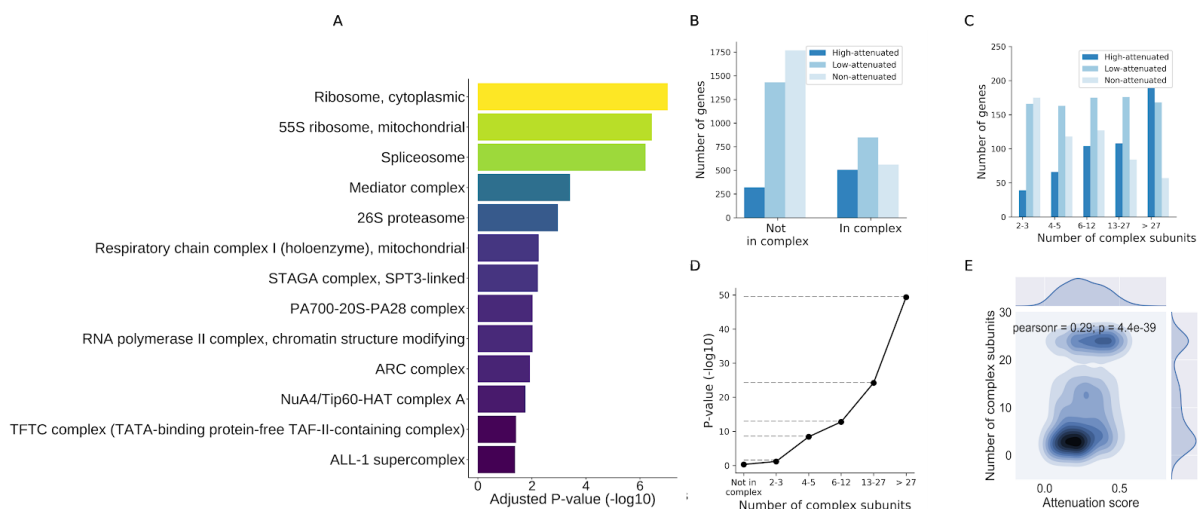 A
Ribosome, cytoplasmic
55S ribosome, mitochondrial
Spliceosome
Mediator complex
26S proteasome
Respiratory chain complex I (holoenzyme), mitochondrial
STAGA complex, SPT3-linked
PA700-20S-PA28 complex
RNA polymerase II complex, chromatin structure modifying
ARC complex
NuA4/Tip60-HAT complex A
TFTC complex (TATA-binding protein-free TAF-II-containing complex)
ALL-1 supercomplex
0 2 4 6
Adjusted P-value (-log10)
B
Number of genes
1750
1500
1250
1000
750
500
250
0
High-attenuated
Low-attenuated
Non-attenuated
Not
in complex
In complex
C
Number of genes
250
200
150
100
50
0
High-attenuated
Low-attenuated
Non-attenuated
2-3 4-5 6-12 13-27 > 27
Number of complex subunits
D
P-value (-log10)
50
40
30
20
10
0
Not in
complex
2-3 4-5 6-12 13-27 > 27
Number of complex subunits
E
Number of complex subunits
30
20
10
0
pearsonr = 0.29; p = 4.4e-39
0.0 0.5
Attenuation score